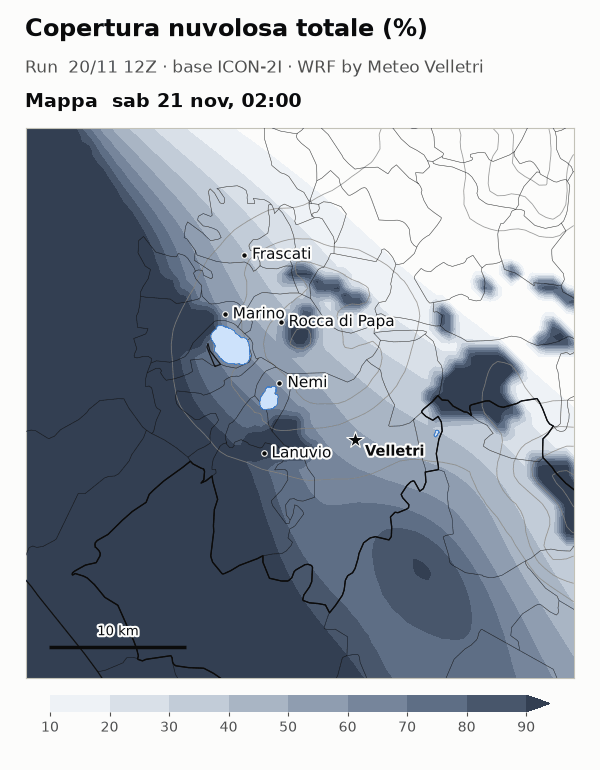 Copertura nuvolosa totale (%)
Run  20/11 12Z · base ICON-2I · WRF by Meteo Velletri
Mappa  sab 21 nov, 02:00
Frascati
Marino
Rocca di Papa
Nemi
Velletri
Lanuvio
10 km
10 20 30 40 50 60 70 80 90